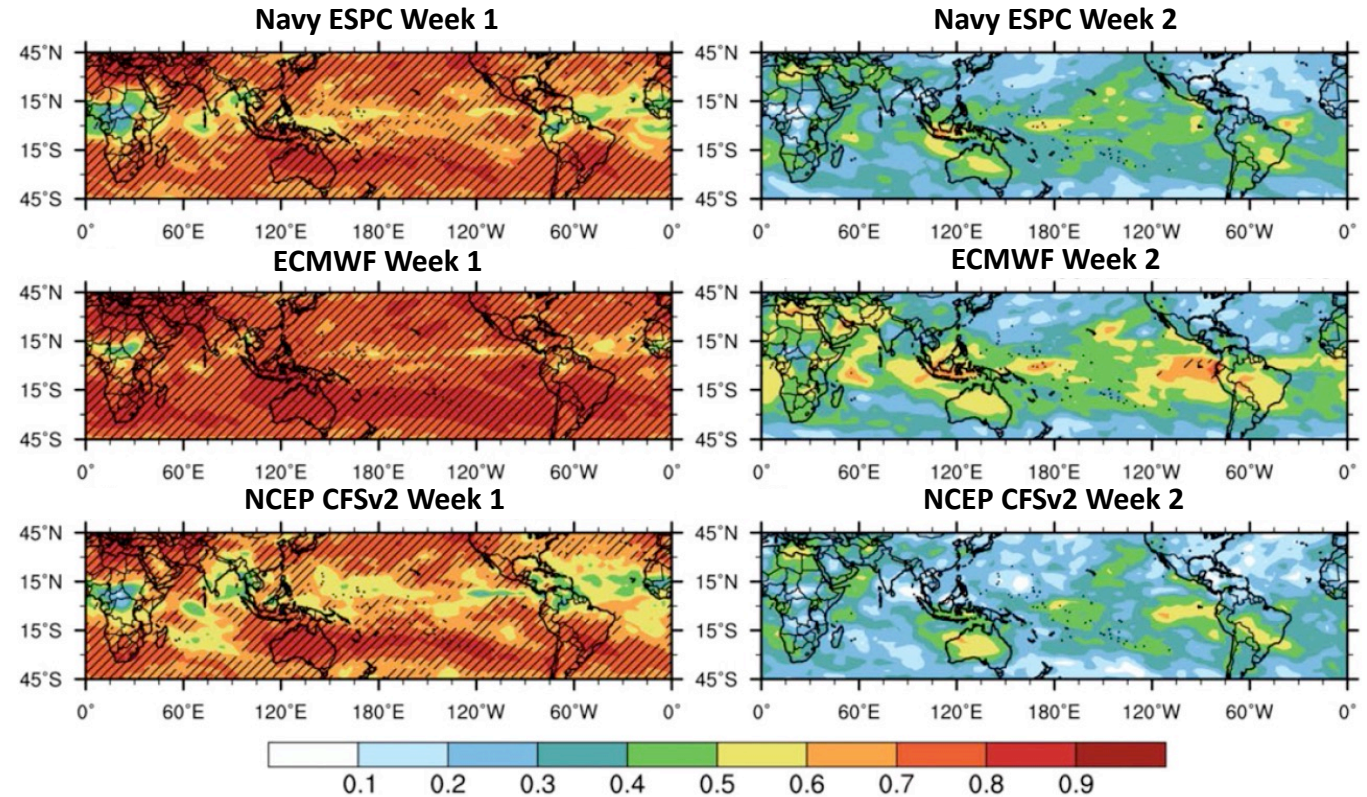 Navy ESPC Week 1
Navy ESPC Week 2
45°N
15°N
15°S
45°S
0° 60°E 120°E 180°E 120°W 60°W 0°
45°N
15°N
15°S
45°S
0° 60°E 120°E 180°E 120°W 60°W 0°
ECMWF Week 1
ECMWF Week 2
45°N
15°N
15°S
45°S
0° 60°E 120°E 180°E 120°W 60°W 0°
45°N
15°N
15°S
45°S
0° 60°E 120°E 180°E 120°W 60°W 0°
NCEP CFSv2 Week 1
NCEP CFSv2 Week 2
45°N
15°N
15°S
45°S
0° 60°E 120°E 180°E 120°W 60°W 0°
45°N
15°N
15°S
45°S
0° 60°E 120°E 180°E 120°W 60°W 0°
0.1 0.2 0.3 0.4 0.5 0.6 0.7 0.8 0.9